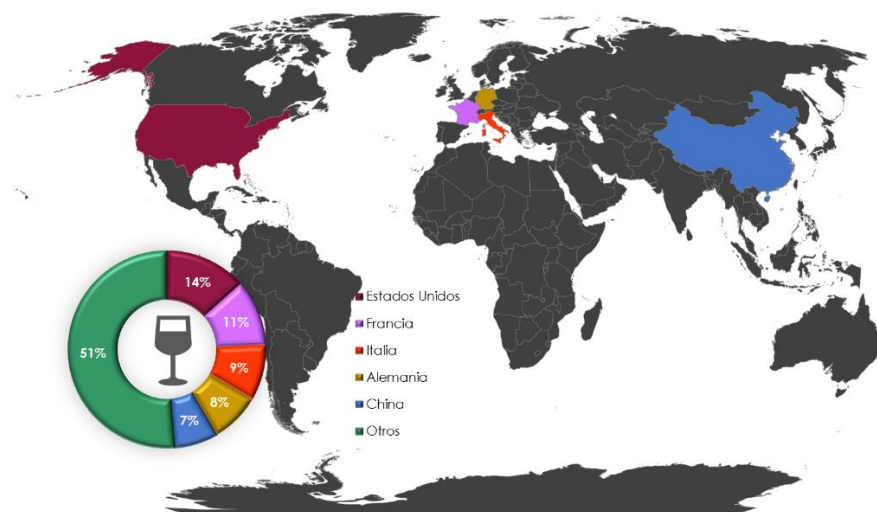 14%
11%
9%
8%
7%
51%
Estados Unidos
Francia
Italia
Alemania
China
Otros